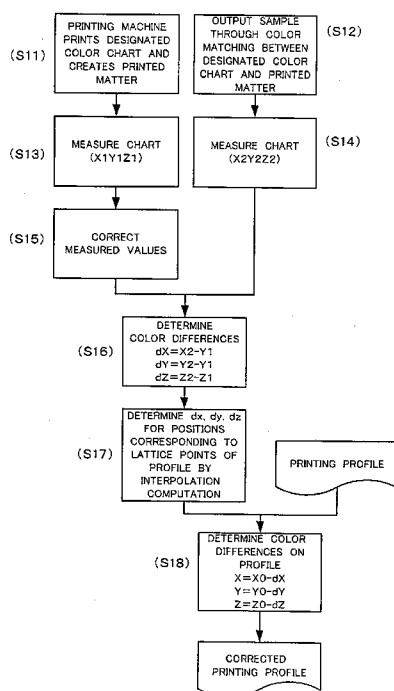 (S11)
PRINTING MACHINE
PRINTS DESIGNATED
COLOR CHART AND
CREATES PRINTED
MATTER
(S12)
OUTPUT SAMPLE
THROUGH COLOR
MATCHING BETWEEN
DESIGNATED COLOR
CHART AND PRINTED
MATTER
(S13)
MEASURE CHART
(X1Y1Z1)
(S14)
MEASURE CHART
(X2Y2Z2)
(S15)
CORRECT
MEASURED VALUES
(S16)
DETERMINE
COLOR DIFFERENCES
dX=X2-Y1
dY=Y2-Y1
dZ=Z2-Z1
(S17)
DETERMINE dx, dy, dz
FOR POSITIONS
CORRESPONDING TO
LATTICE POINTS OF
PROFILE BY
INTERPOLATION
COMPUTATION
PRINTING PROFILE
(S18)
DETERMINE COLOR
DIFFERENCES ON
PROFILE
X=X0-dX
Y=Y0-dY
Z=Z0-dZ
CORRECTED
PRINTING PROFILE